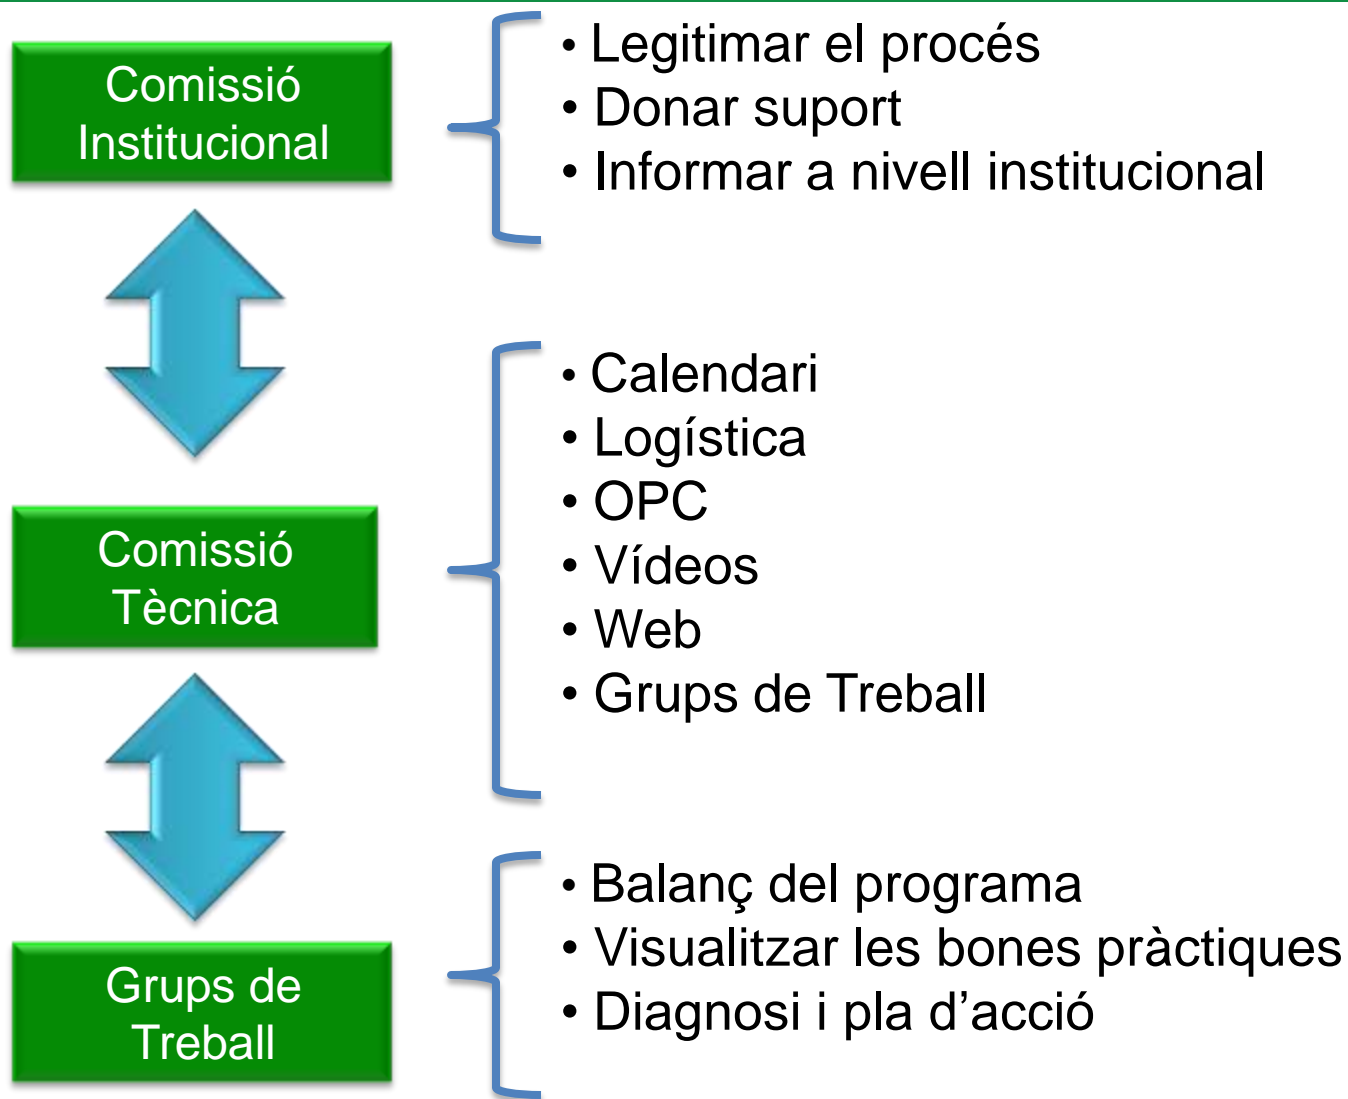 Comissió
Institucional
• Legitimar el procés
• Donar suport
• Informar a nivell institucional
Comissió
Tècnica
• Calendari
• Logística
• OPC
• Vídeos
• Web
• Grups de Treball
Grups de
Treball
• Balanç del programa
• Visualitzar les bones pràctiques
• Diagnosi i pla d’acció